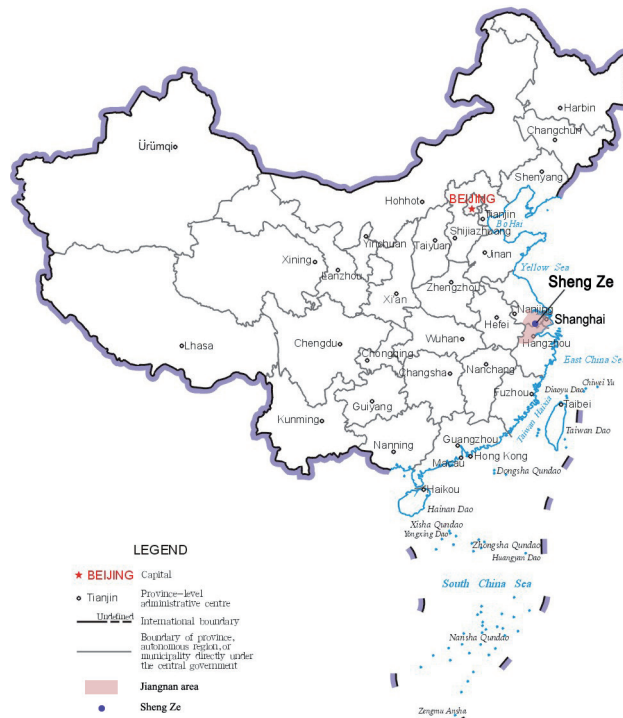 Harbin
Changchun
Ürümqi
Shenyang
BEIJING
Hohhot
Tianjin
Bo Hai
Shijiazhoang
Yinchuan
Taiyuan
Xining
Jinan
Lanzhou
Yellow Sea
Zhengzhou
Sheng Ze
Xi'an
Nanjing
Shanghai
Hefei
Wuhan
Hangzhou
Lhasa
Chengdu
East China Se
Chongqing
Nanchang
Changsha
Diaoyu Dao
Chiwei Yu
Fuzhou
Guiyang
Taibei
Taiwan Haixia
Kunming
Taiwan Dao
Guangzhou
Nanning
Macau
Hong Kong
Dongsha Qundao
Haikou
Hainan Dao
Xisha Qundao
Yongxing Dao
Zhongsha Qundao
Huangyan Dao
LEGEND
BEIJING Capital
South China Sea
Tianjin Province-level
administrative centre
Undefined International boundary
Boundary of province,
autonomous region,or
municipality directly under
the central government
Nansha Qundao
Jiangnan area
Sheng Ze
Zengmu Ansha